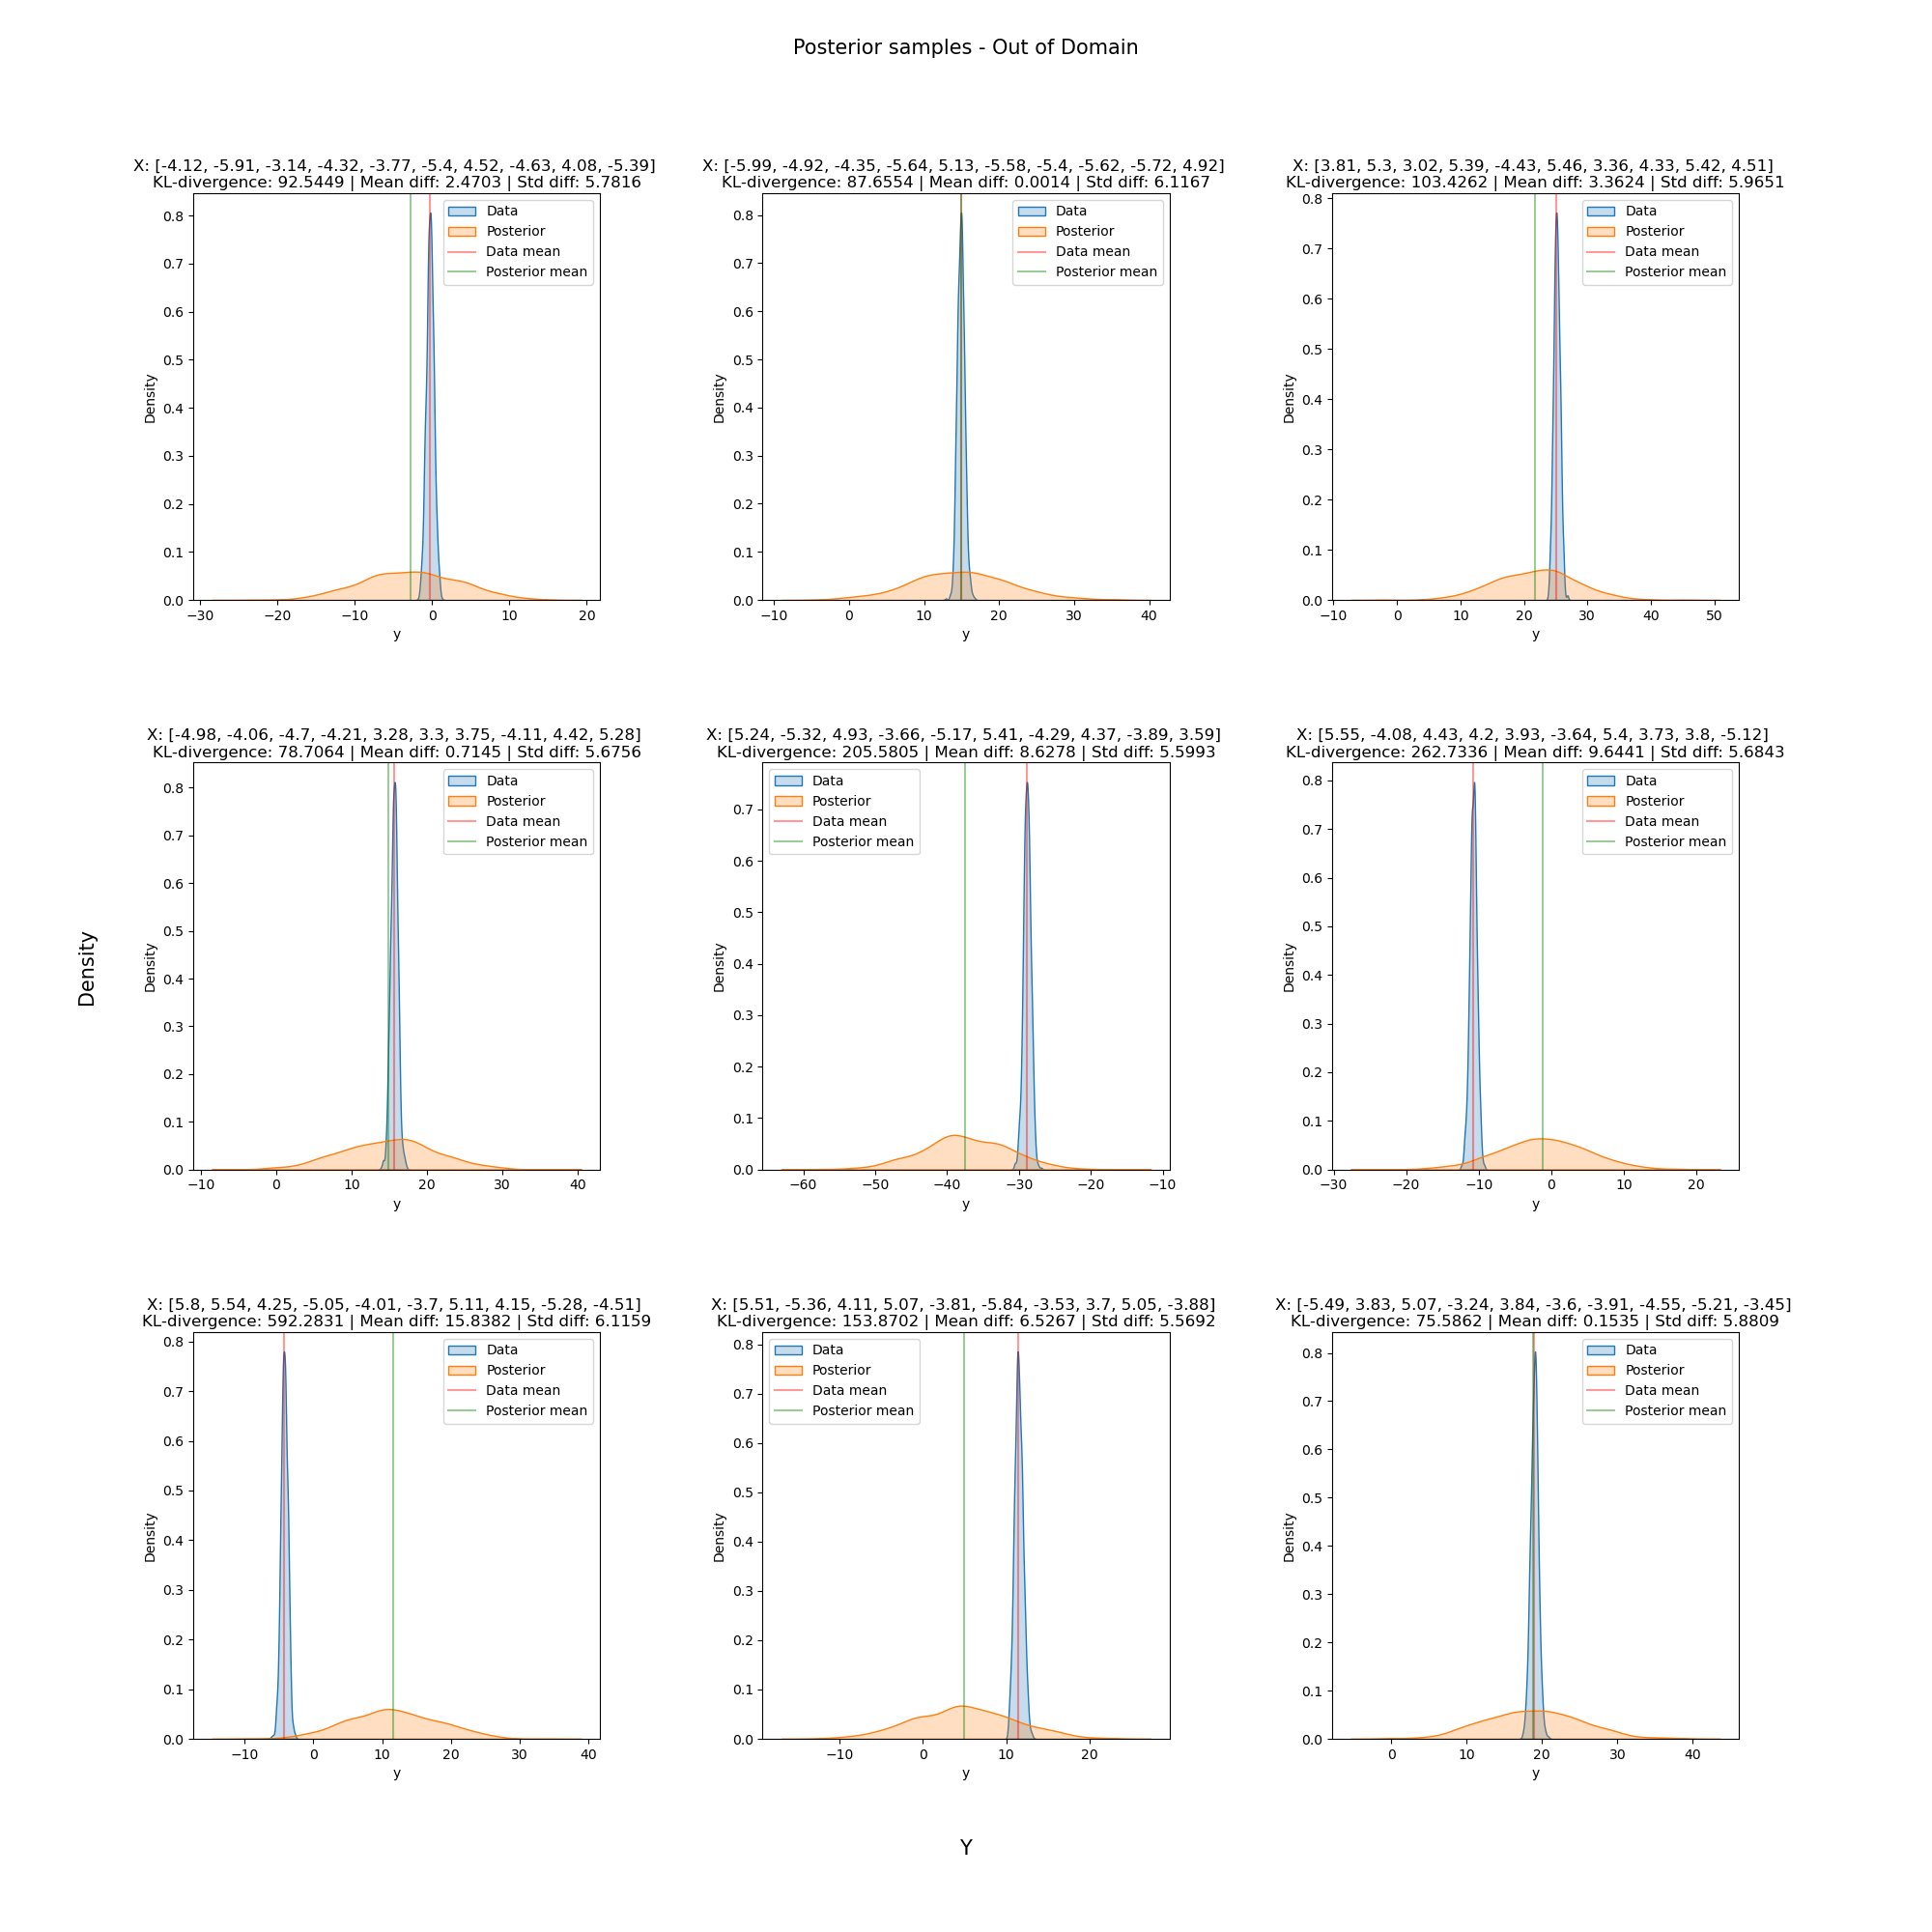 Posterior samples - Out of Domain
X: [-4.12, -5.91, -3.14, -4.32, -3.77, -5.4, 4.52, -4.63, 4.08, -5.39]
KL-divergence: 92.5449 | Mean diff: 2.4703 | Std diff: 5.7816
Data
Posterior
Data mean
Posterior mean
0.8
0.7
0.6
0.5
0.4
0.3
0.2
0.1
0.0
Density
−30
−20
−10
0
10
20
y
X: [-5.99, -4.92, -4.35, -5.64, 5.13, -5.58, -5.4, -5.62, -5.72, 4.92]
KL-divergence: 87.6554 | Mean diff: 0.0014 | Std diff: 6.1167
Data
Posterior
Data mean
Posterior mean
0.8
0.7
0.6
0.5
0.4
0.3
0.2
0.1
0.0
Density
−10
0
10
20
30
40
y
X: [3.81, 5.3, 3.02, 5.39, -4.43, 5.46, 3.36, 4.33, 5.42, 4.51]
KL-divergence: 103.4262 | Mean diff: 3.3624 | Std diff: 5.9651
Data
Posterior
Data mean
Posterior mean
0.8
0.7
0.6
0.5
0.4
0.3
0.2
0.1
0.0
Density
−10
0
10
20
30
40
50
y
X: [-4.98, -4.06, -4.7, -4.21, 3.28, 3.3, 3.75, -4.11, 4.42, 5.28]
KL-divergence: 78.7064 | Mean diff: 0.7145 | Std diff: 5.6756
Data
Posterior
Data mean
Posterior mean
0.8
0.7
0.6
0.5
0.4
0.3
0.2
0.1
0.0
Density
−10
0
10
20
30
40
y
X: [5.24, -5.32, 4.93, -3.66, -5.17, 5.41, -4.29, 4.37, -3.89, 3.59]
KL-divergence: 205.5805 | Mean diff: 8.6278 | Std diff: 5.5993
Data
Posterior
Data mean
Posterior mean
0.7
0.6
0.5
0.4
0.3
0.2
0.1
0.0
Density
−60
−50
−40
−30
−20
−10
y
X: [5.55, -4.08, 4.43, 4.2, 3.93, -3.64, 5.4, 3.73, 3.8, -5.12]
KL-divergence: 262.7336 | Mean diff: 9.6441 | Std diff: 5.6843
Data
Posterior
Data mean
Posterior mean
0.8
0.7
0.6
0.5
0.4
0.3
0.2
0.1
0.0
Density
−30
−20
−10
0
10
20
y
Density
X: [5.8, 5.54, 4.25, -5.05, -4.01, -3.7, 5.11, 4.15, -5.28, -4.51]
KL-divergence: 592.2831 | Mean diff: 15.8382 | Std diff: 6.1159
Data
Posterior
Data mean
Posterior mean
0.8
0.7
0.6
0.5
0.4
0.3
0.2
0.1
0.0
Density
−10
0
10
20
30
40
y
X: [5.51, -5.36, 4.11, 5.07, -3.81, -5.84, -3.53, 3.7, 5.05, -3.88]
KL-divergence: 153.8702 | Mean diff: 6.5267 | Std diff: 5.5692
Data
Posterior
Data mean
Posterior mean
0.8
0.7
0.6
0.5
0.4
0.3
0.2
0.1
0.0
Density
−10
0
10
20
y
X: [-5.49, 3.83, 5.07, -3.24, 3.84, -3.6, -3.91, -4.55, -5.21, -3.45]
KL-divergence: 75.5862 | Mean diff: 0.1535 | Std diff: 5.8809
Data
Posterior
Data mean
Posterior mean
0.8
0.7
0.6
0.5
0.4
0.3
0.2
0.1
0.0
Density
0
10
20
30
40
y
Y